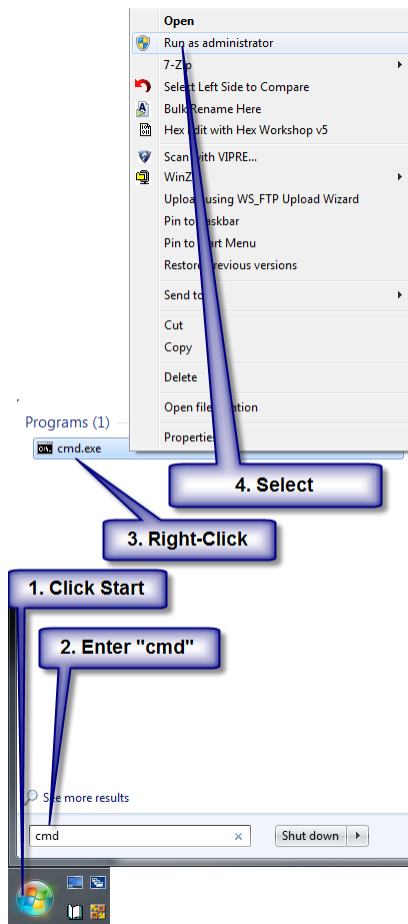 Open
Run as administrator
7-Zip
Select Left Side to Compare
Bulk Rename Here
Hex Edit with Hex Workshop v5
Scan with VIPRE...
WinZ
Upload using WS_FTP Upload Wizard
Pin to Taskbar
Pin to Start Menu
Restore previous versions
Send to
Cut
Copy
Delete
Open file location
Properties
Programs (1)
cmd.exe
4. Select
3. Right-Click
1. Click Start
2. Enter "cmd"
See more results
cmd
Shut down